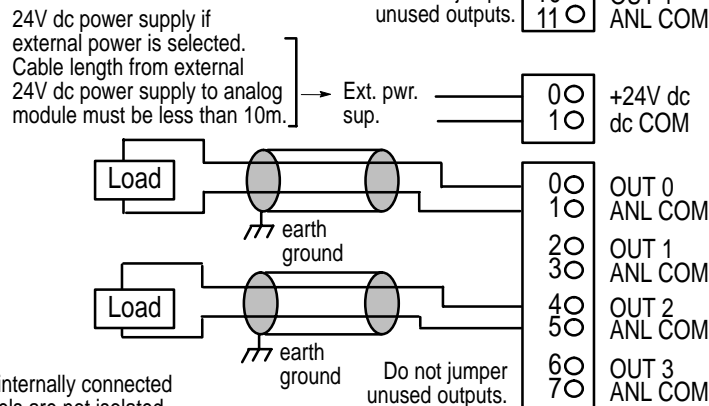 unused outputs.
11 ANL COM
24V dc power supply if
external power is selected.
Cable length from external
24V dc power supply to analog
module must be less than 10m.
Ext. pwr.
sup.
0 +24V dc
1 dc COM
Load
earth
ground
0 OUT 0
1 ANL COM
2 OUT 1
3 ANL COM
Load
earth
ground
4 OUT 2
5 ANL COM
Do not jumper
unused outputs.
6 OUT 3
7 ANL COM
internally connected
are not isolated